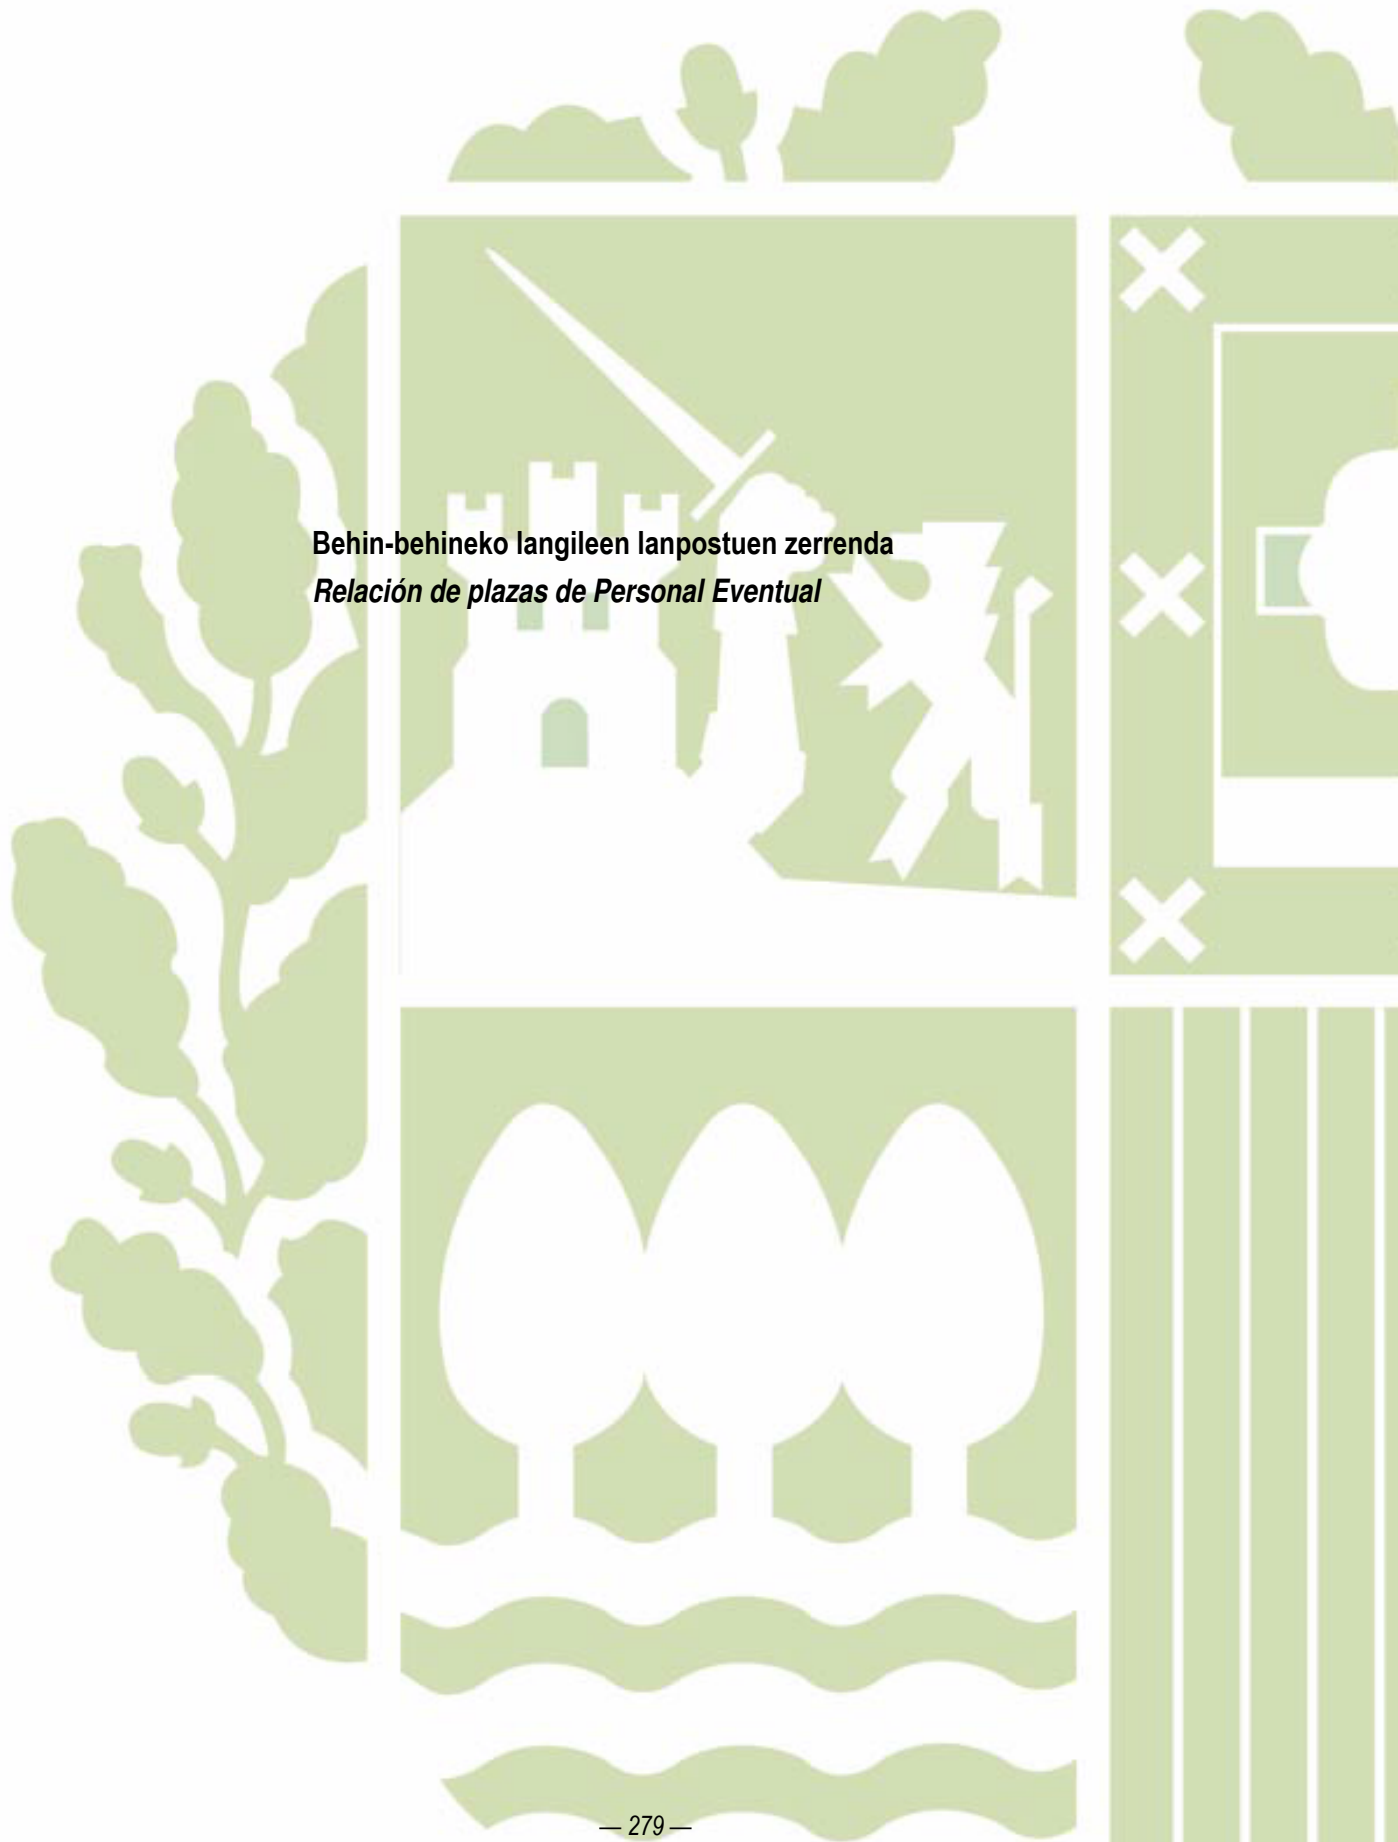 Behin-behineko langileen lanpostuen zerrenda
Relación de plazas de Personal Eventual
— 279 —